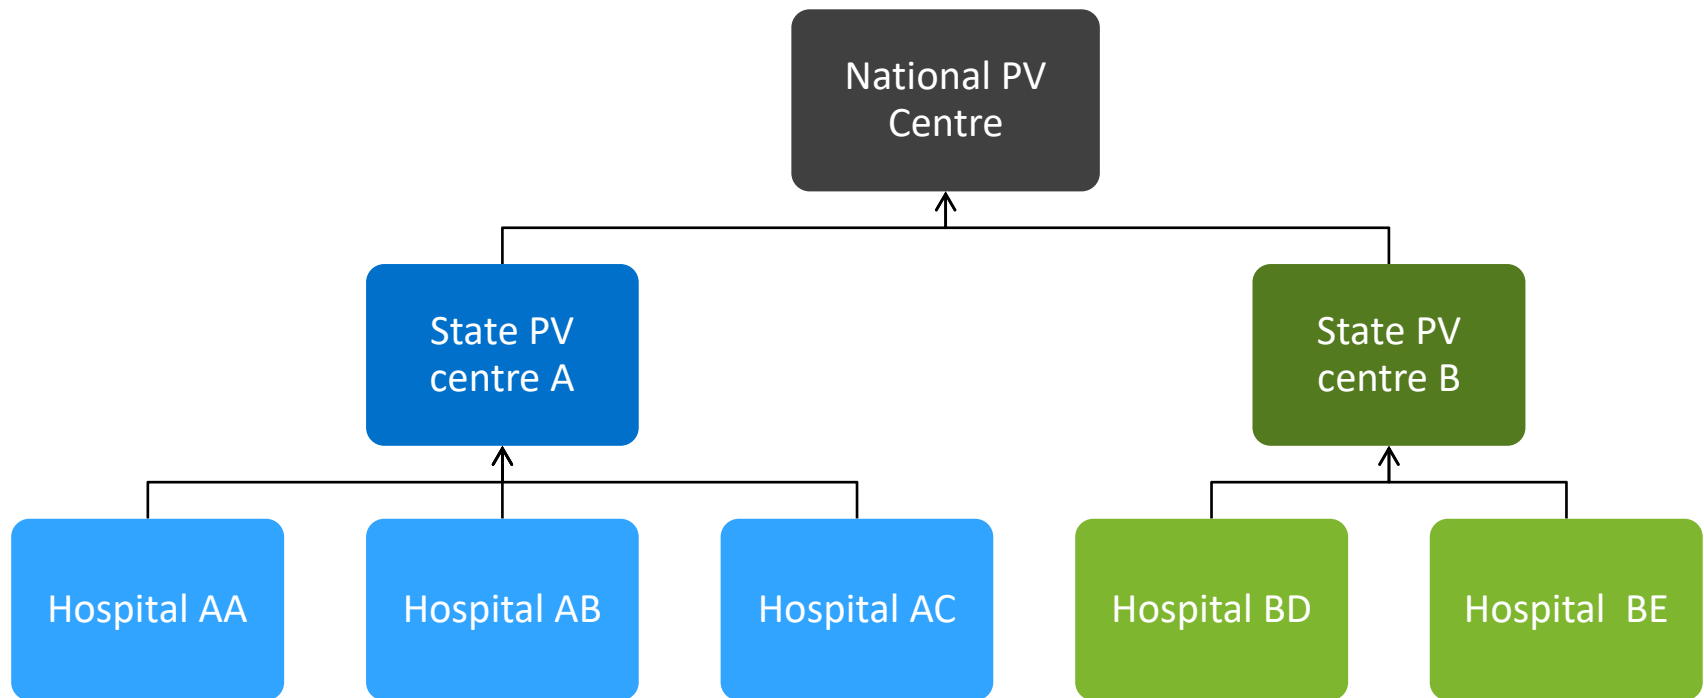 National PV
Centre
State PV
centre A
State PV
centre B
Hospital AA
Hospital AB
Hospital AC
Hospital BD
Hospital  BE